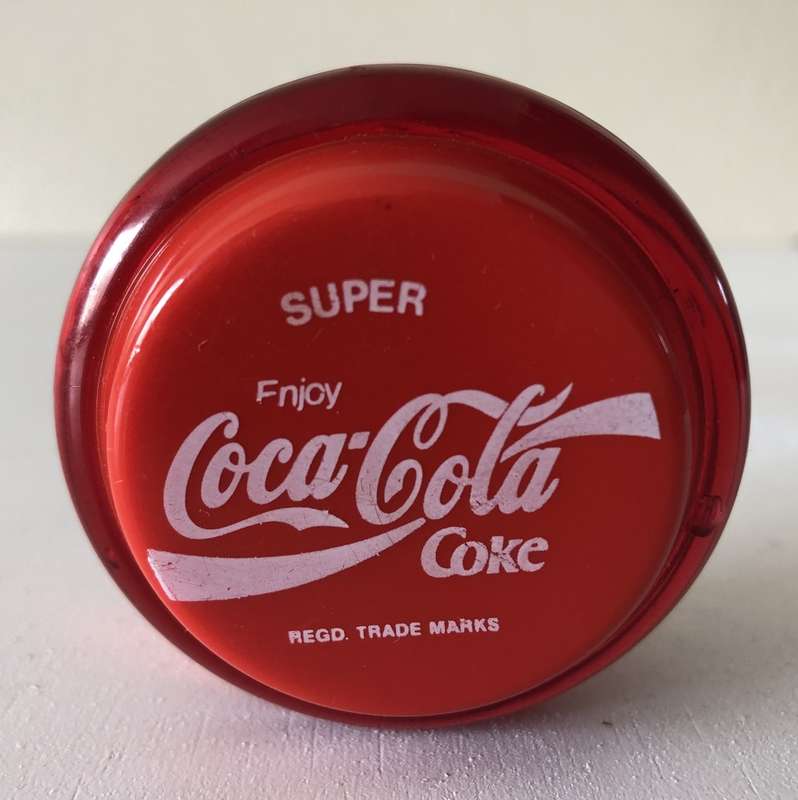 SUPER
Enjoy
Coca-Cola
Coke
REGD. TRADE MARKS